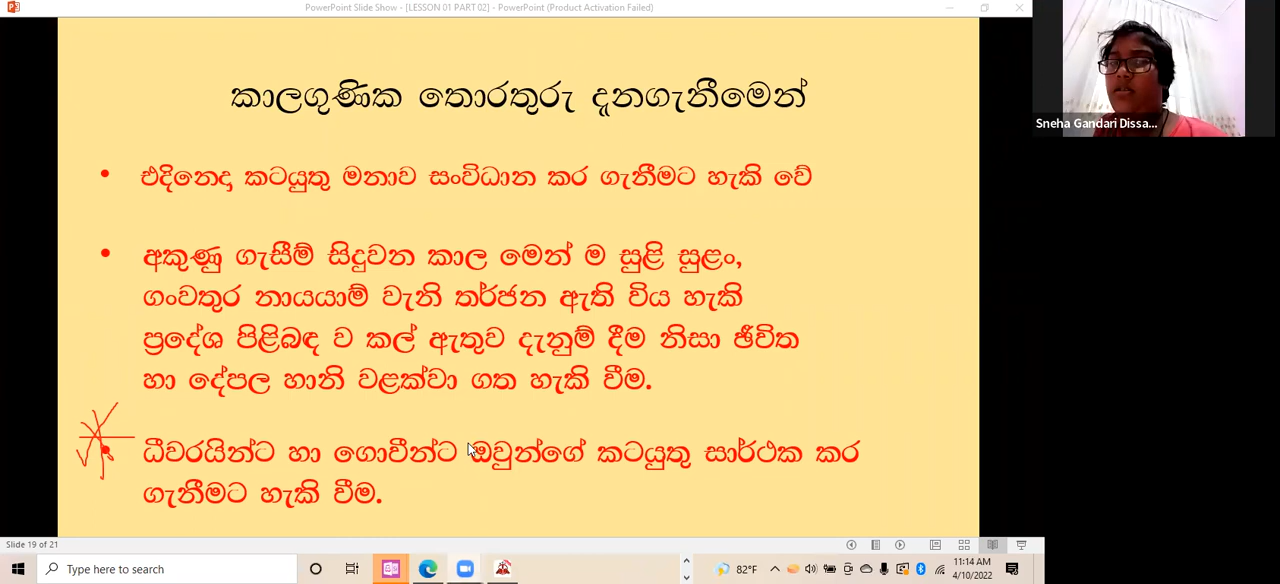 PowerPoint Slide Show - [LESSON 01 PART 02] - PowerPoint (Product Activation Failed)
Sneha Gandari Dissa...
කාලගුණික තොරතුරු දැනගැනීමෙන්
• එදිනෙදා කටයුතු මනාව සංවිධාන කර ගැනීමට හැකි වේ
• අකුණු ගැසීම් සිදුවන කාල මෙන් ම සුළි සුළං,
ගංවතුර නායයාම් වැනි තර්ජන ඇති විය හැකි
ප්‍රදේශ පිළිබඳ ව කල් ඇතුව දැනුම් දීම නිසා ජීවිත
හා දේපල හානි වළක්වා ගත හැකි වීම.
• ධීවරයින්ට හා ගොවීන්ට ඔවුන්ගේ කටයුතු සාර්ථක කර
ගැනීමට හැකි වීම.
Slide 19 of 21
Type here to search
82°F
11:14 AM
4/10/2022